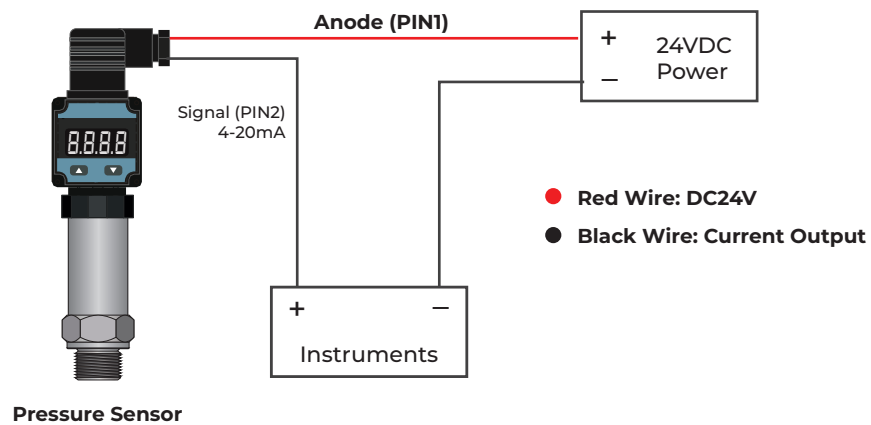 Anode (PIN1)
+
24VDC
Power
–
Signal (PIN2)
4-20mA
8.8.8.8
Red Wire: DC24V
Black Wire: Current Output
+
–
Instruments
Pressure Sensor